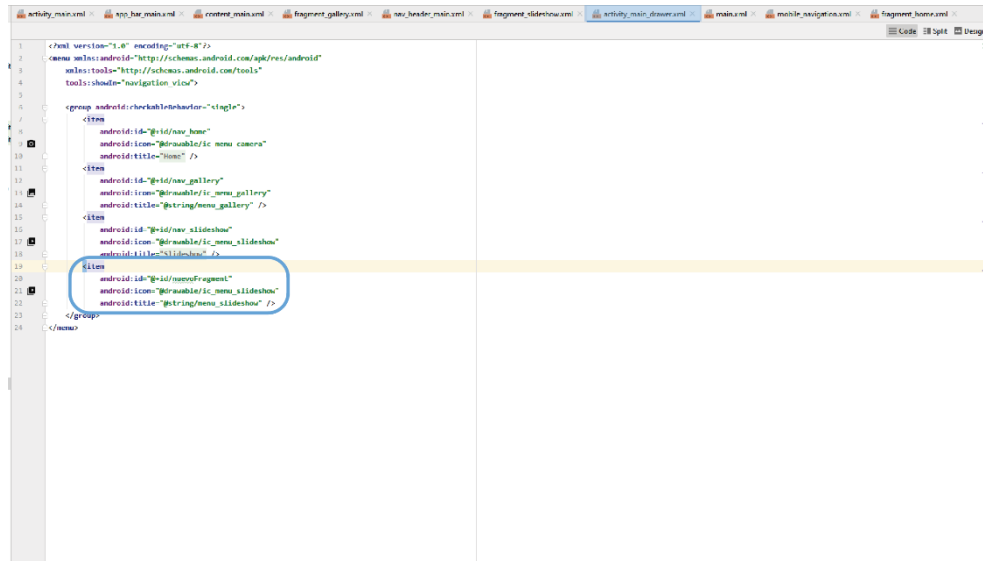 activity_main.xml app_bar_main.xml content_main.xml fragment_gallery.xml nav_header_main.xml fragment_slideshow.xml activity_main_drawer.xml main.xml mobile_navigation.xml fragment_home.xml
Code Split Desig
1 <?xml version="1.0" encoding="utf-8"?>
2 <menu xmlns:android="http://schemas.android.com/apk/res/android"
3 xmlns:tools="http://schemas.android.com/tools"
4 tools:showIn="navigation_view">
5
6 <group android:checkableBehavior="single">
7 <item
8 android:id="@+id/nav_home"
9 android:icon="@drawable/ic_menu_camera"
10 android:title="Home" />
11 <item
12 android:id="@+id/nav_gallery"
13 android:icon="@drawable/ic_menu_gallery"
14 android:title="@string/menu_gallery" />
15 <item
16 android:id="@+id/nav_slideshow"
17 android:icon="@drawable/ic_menu_slideshow"
18 android:title="Slideshow" />
19 <item
20 android:id="@+id/nuevoFragment"
21 android:icon="@drawable/ic_menu_slideshow"
22 android:title="@string/menu_slideshow" />
23 </group>
24 </menu>